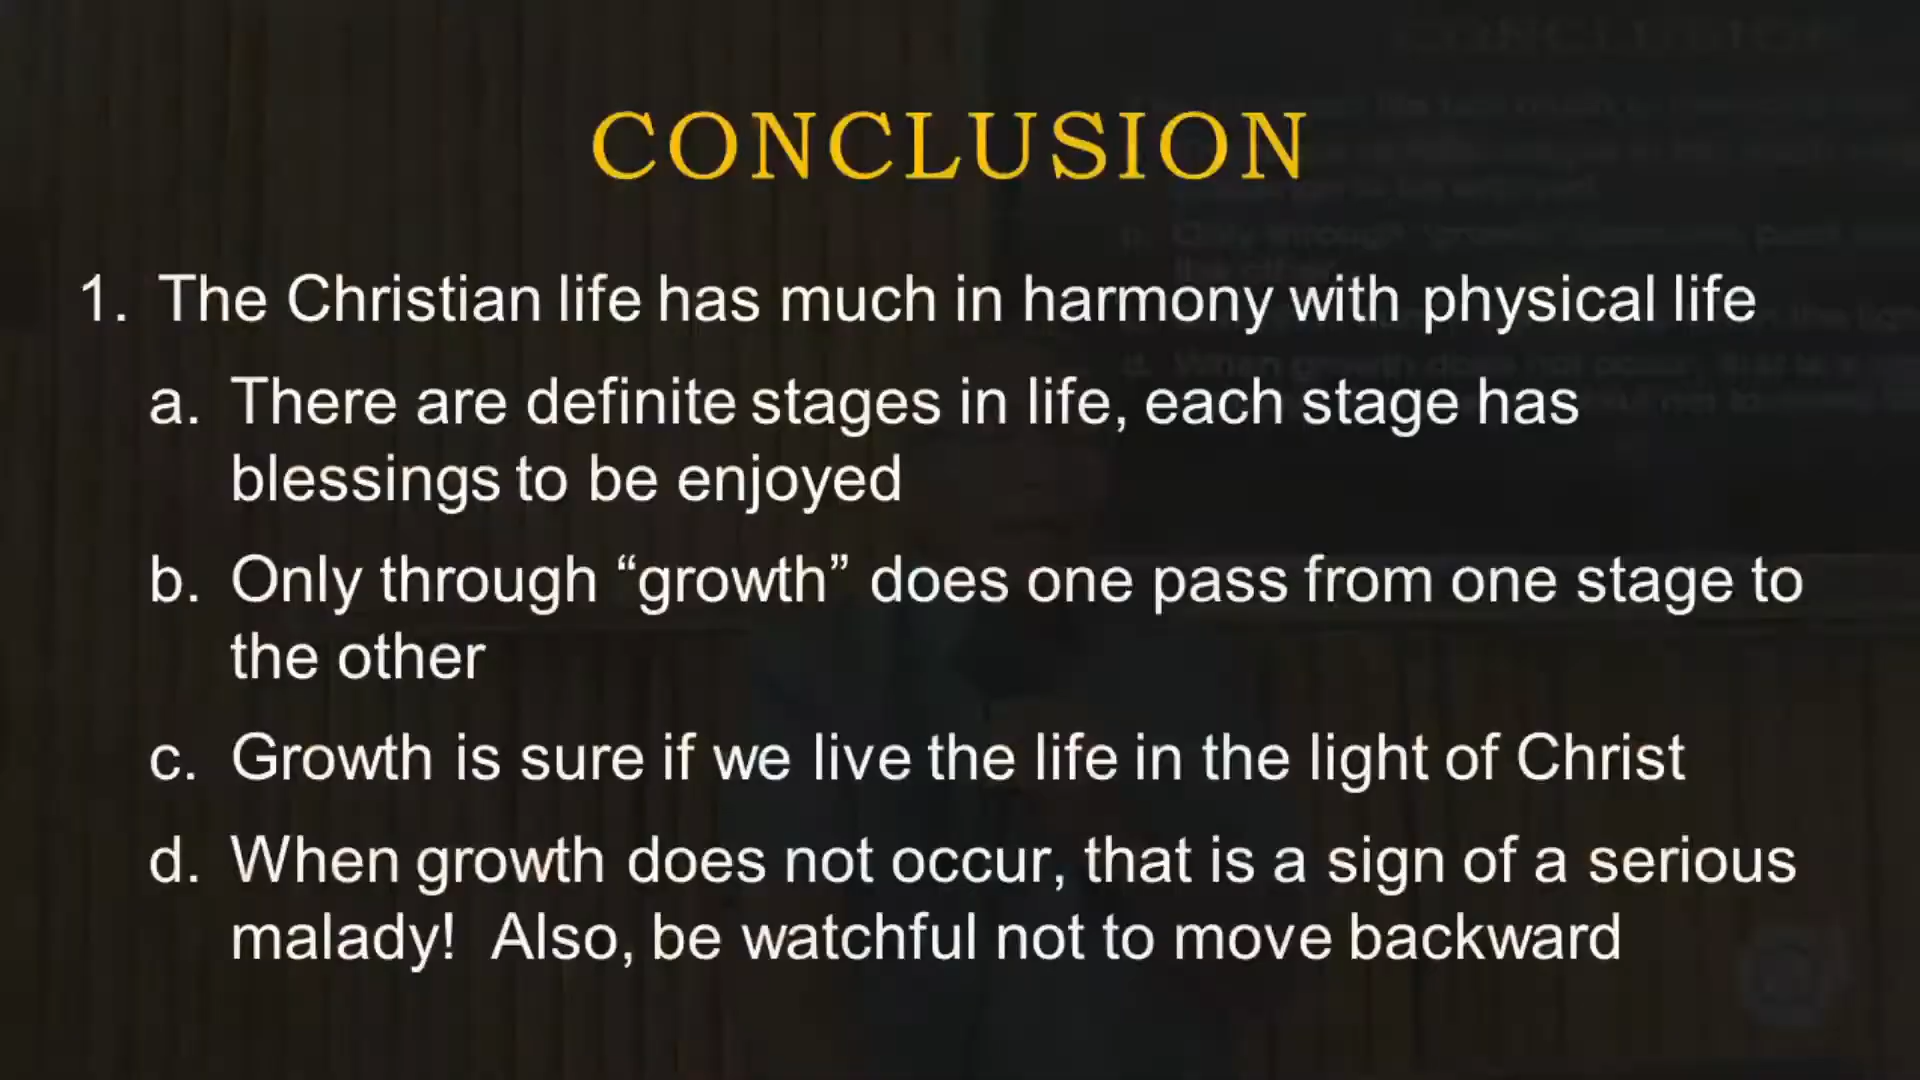 CONCLUSION
1. The Christian life has much in harmony with physical life
a. There are definite stages in life, each stage has
blessings to be enjoyed
b. Only through “growth” does one pass from one stage to
the other
c. Growth is sure if we live the life in the light of Christ
d. When growth does not occur, that is a sign of a serious
malady! Also, be watchful not to move backward